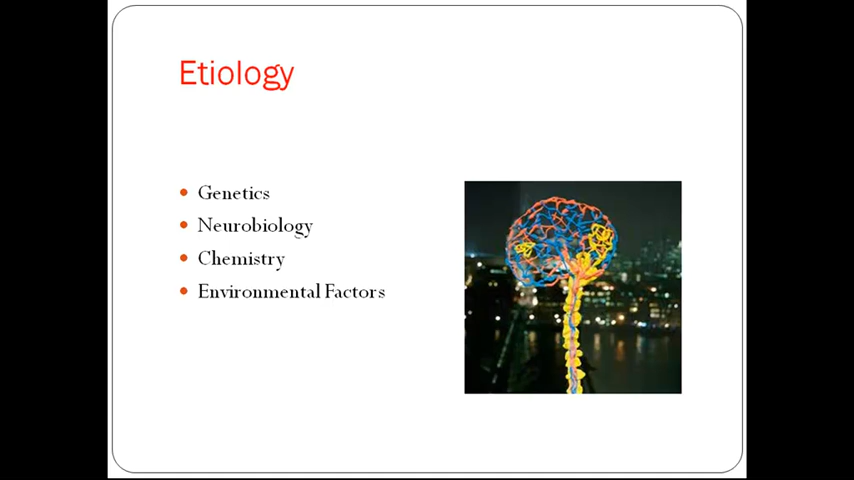 Etiology
Genetics
Neurobiology
Chemistry
Environmental Factors